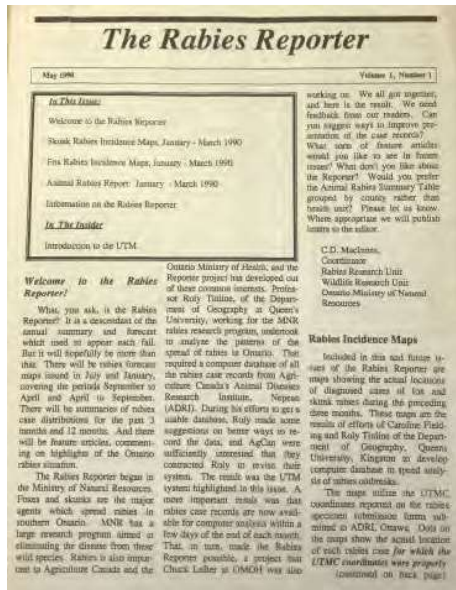 The Rabies Reporter
May 1990
Volume 1, Number 1
In This Issue:
Welcome to the Rabies Reporter
Skunk Rabies Incidence Maps, January - March 1990
Fox Rabies Incidence Maps, January - March 1990
Animal Rabies Report: January - March 1990
Information on the Rabies Reporter
In The Insider
Introduction to the UTM
Welcome to the Rabies
Reporter!
What, you ask, is the Rabies
Reporter? It is a descendant of the
annual summary and forecast
which used to appear each fall.
But it will hopefully be more than
that. There will be rabies forecast
maps issued in July and January,
covering the periods September to
April and April to September.
There will be summaries of rabies
case distributions for the past 3
months and 12 months. And there
will be feature articles, comment-
ing on highlights of the Ontario
rabies situation.
The Rabies Reporter began in
the Ministry of Natural Resources.
Foxes and skunks are the major
agents which spread rabies in
southern Ontario. MNR has a
large research program aimed at
eliminating the disease from these
wild species. Rabies is also impor-
tant to Agriculture Canada and the
Ontario Ministry of Health, and the
Reporter project has developed out
of these common interests. Profes-
sor Roly Tinline, of the Depart-
ment of Geography at Queen's
University, working for the MNR
rabies research program, undertook
to analyze the patterns of the
spread of rabies in Ontario. That
required a computer database of all
the rabies case records from Agri-
culture Canada's Animal Diseases
Research Institute, Nepean
(ADRI). During his efforts to get a
usable database, Roly made some
suggestions on better ways to re-
cord the data, and AgCan were
sufficiently interested that they
contracted Roly to revise their
system. The result was the UTM
system highlighted in this issue. A
more important result was that
rabies case records are now avail-
able for computer analysis within a
few days of the end of each month.
That, in turn, made the Rabies
Reporter possible, a project that
Chuck LeBer at OMOH was also
working on. We all got together,
and here is the result. We need
feedback from our readers. Can
you suggest ways to improve pre-
sentation of the case records?
What sorts of feature articles
would you like to see in future
issues? What don't you like about
the Reporter? Would you prefer
the Animal Rabies Summary Table
grouped by county rather than
health unit? Please let us know.
Where appropriate we will publish
letters to the editor.
C.D. MacInnes,
Coordinator
Rabies Research Unit
Wildlife Research Unit
Ontario Ministry of Natural
Resources
Rabies Incidence Maps
Included in this and future is-
sues of the Rabies Reporter are
maps showing the actual locations
of diagnosed cases of fox and
skunk rabies during the preceding
three months. These maps are the
results of efforts of Caroline Field-
ing and Roly Tinline of the Depart-
ment of Geography, Queens
University, Kingston to develop
computer database to speed analy-
sis of rabies outbreaks.
The maps utilize the UTMC
coordinates reported on the rabies
specimen submission forms sub-
mitted to ADRI, Ottawa. Dots on
the maps show the actual location
of each rabies case for which the
UTMC coordinates were properly
(continued on back page)